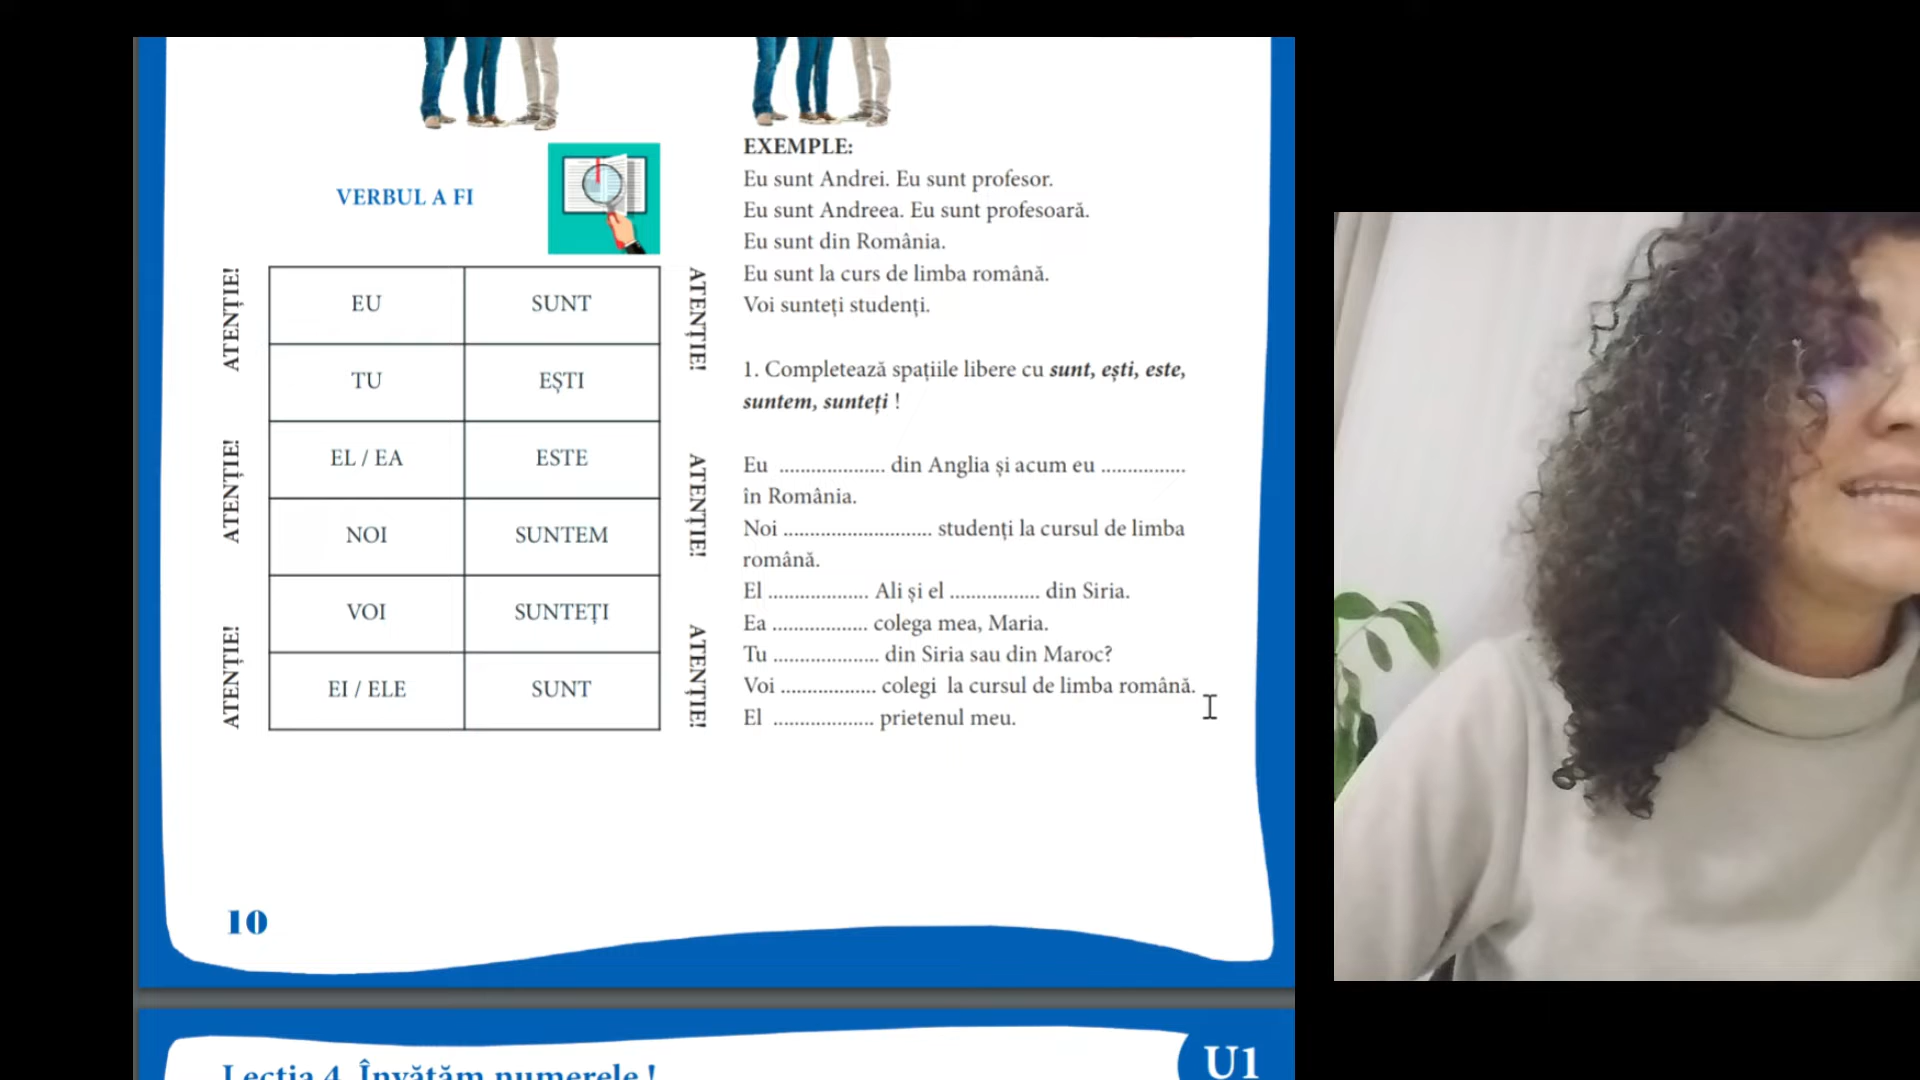 VERBUL A FI
ATENȚIE!
ATENȚIE!
ATENȚIE!
EU SUNT
TU EȘTI
EL / EA ESTE
NOI SUNTEM
VOI SUNTEȚI
EI / ELE SUNT
ATENȚIE!
ATENȚIE!
ATENȚIE!
EXEMPLE:
Eu sunt Andrei. Eu sunt profesor.
Eu sunt Andreea. Eu sunt profesoară.
Eu sunt din România.
Eu sunt la curs de limba română.
Voi sunteți studenți.
1. Completează spațiile libere cu sunt, ești, este,
suntem, sunteți !
Eu ................... din Anglia și acum eu ...............
în România.
Noi ........................... studenți la cursul de limba
română.
El .................. Ali și el ................ din Siria.
Ea ................. colega mea, Maria.
Tu ................... din Siria sau din Maroc?
Voi ................. colegi la cursul de limba română.
El .................. prietenul meu.
10
Lecția 4. Învățăm numerele !
U1